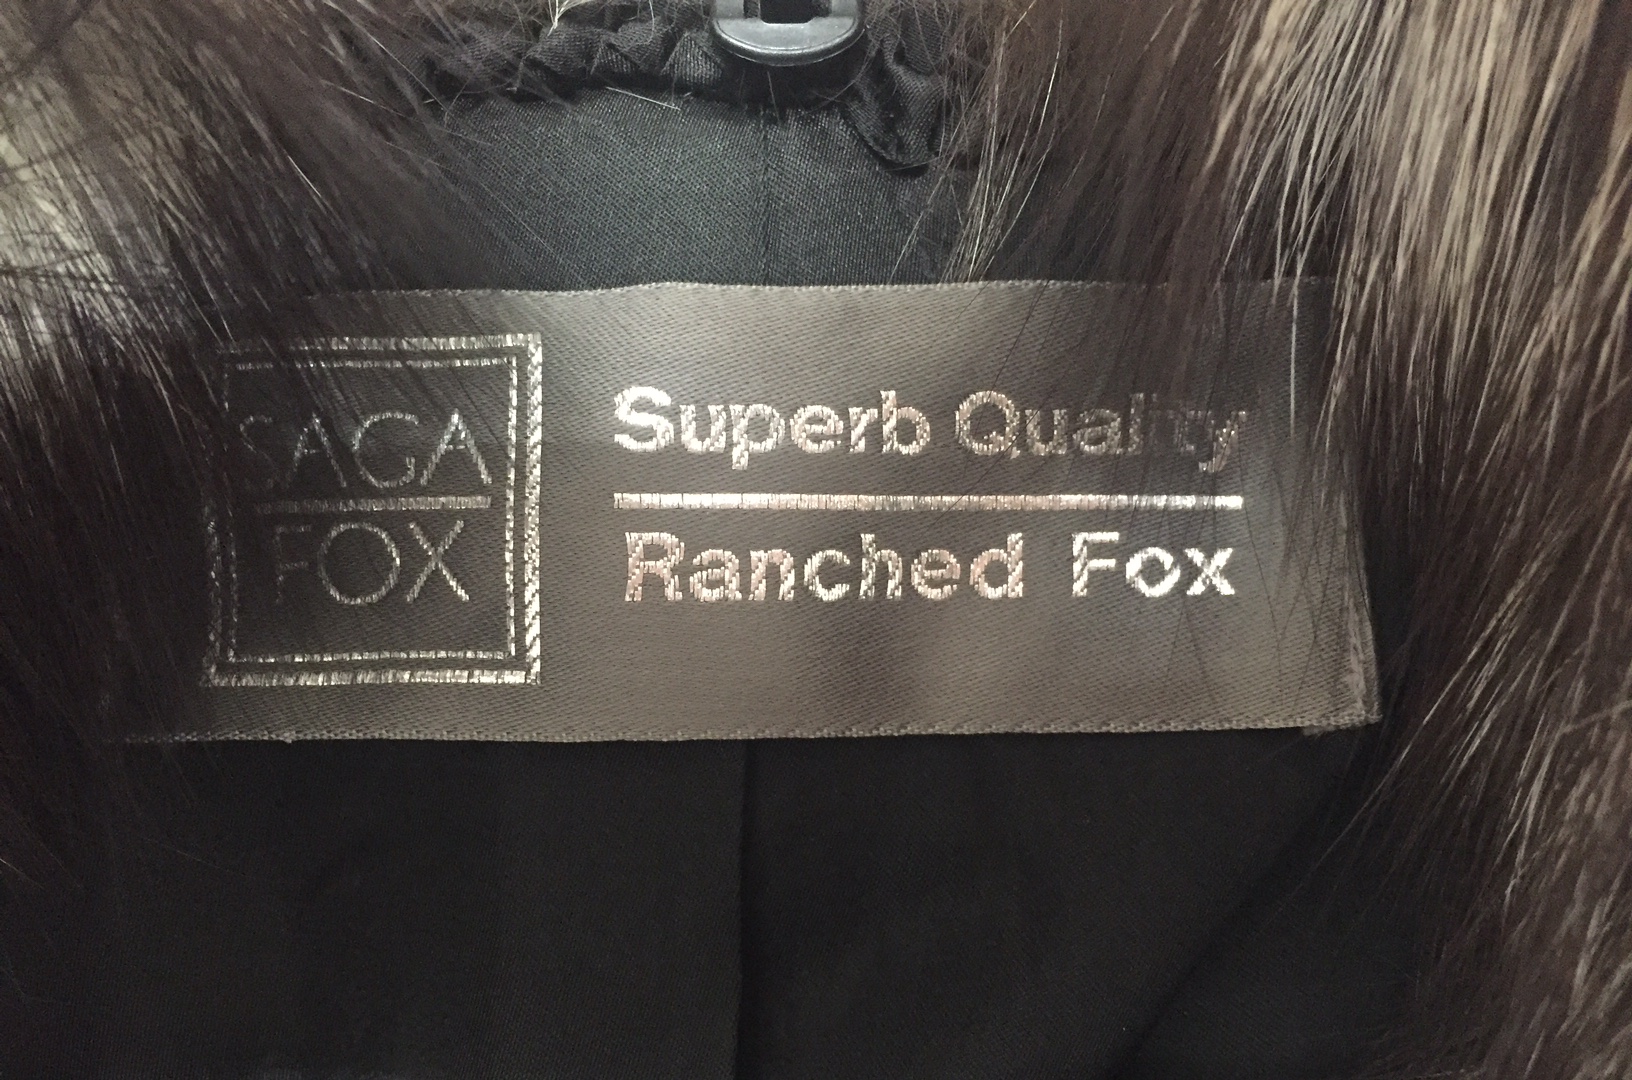 SAGA
FOX
Superb Quality
Ranched Fox